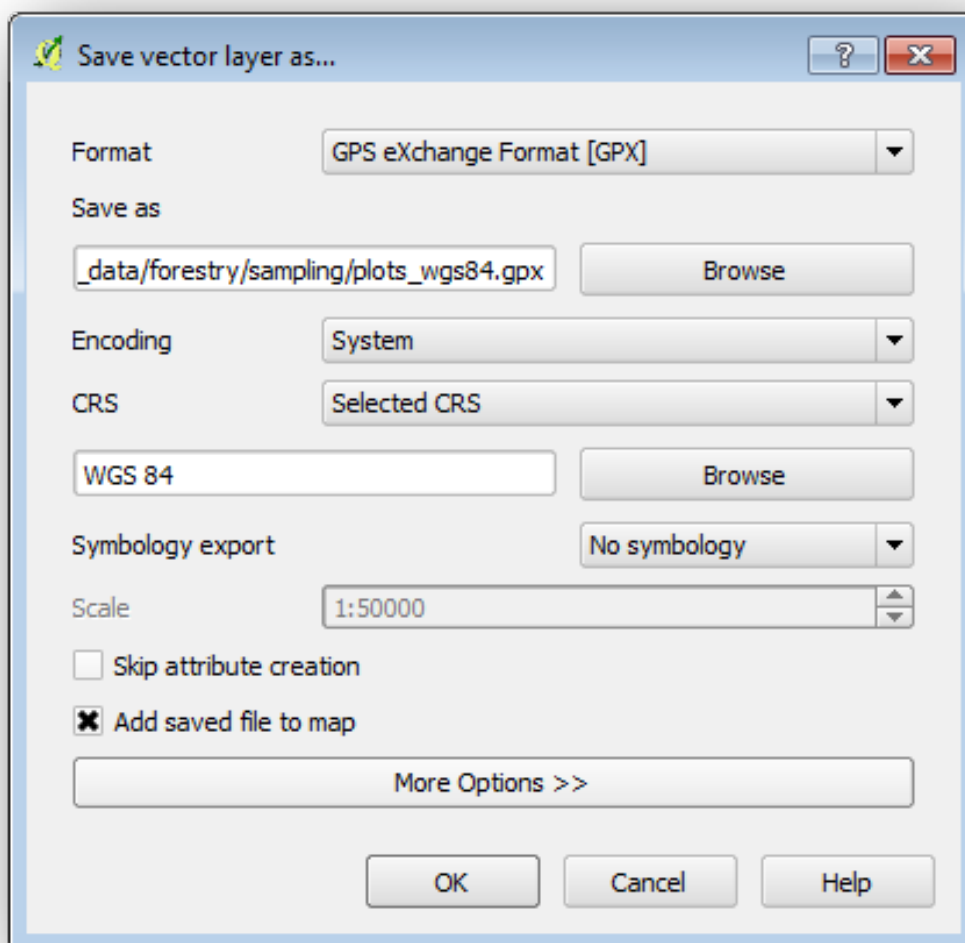 Save vector layer as...
Format GPS eXchange Format [GPX]
Save as
_data/forestry/sampling/plots_wgs84.gpx Browse
Encoding System
CRS Selected CRS
WGS 84 Browse
Symbology export No symbology
Scale 1:50000
Skip attribute creation
Add saved file to map
More Options >>
OK Cancel Help